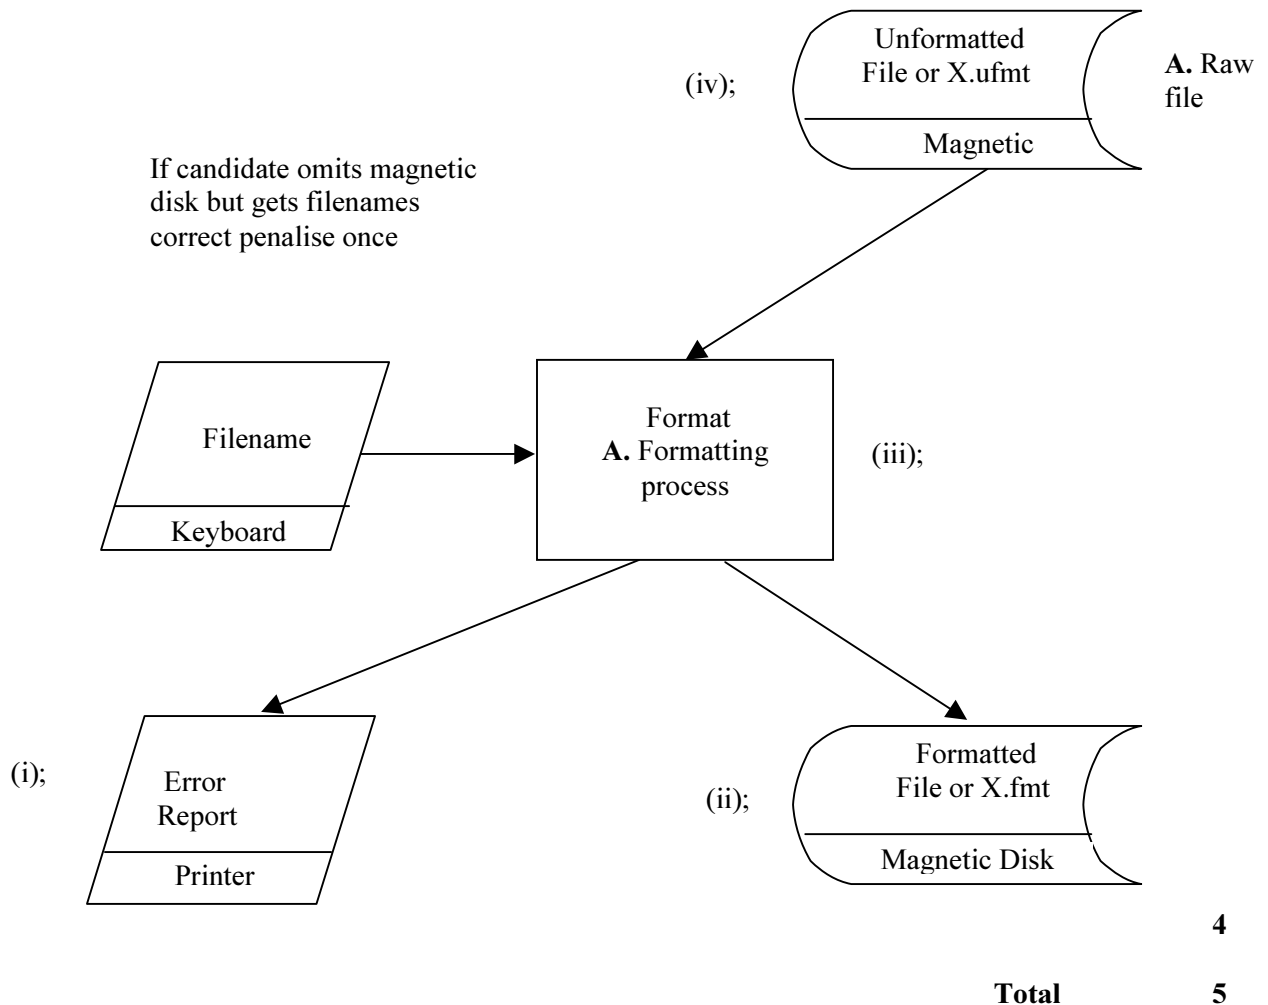 Unformatted
File or X.ufmt
Magnetic
(iv);
A. Raw
file
If candidate omits magnetic
disk but gets filenames
correct penalise once
Filename
Keyboard
Format
A. Formatting
process
(iii);
(i);
Error
Report
Printer
(ii);
Formatted
File or X.fmt
Magnetic Disk
4
Total 5